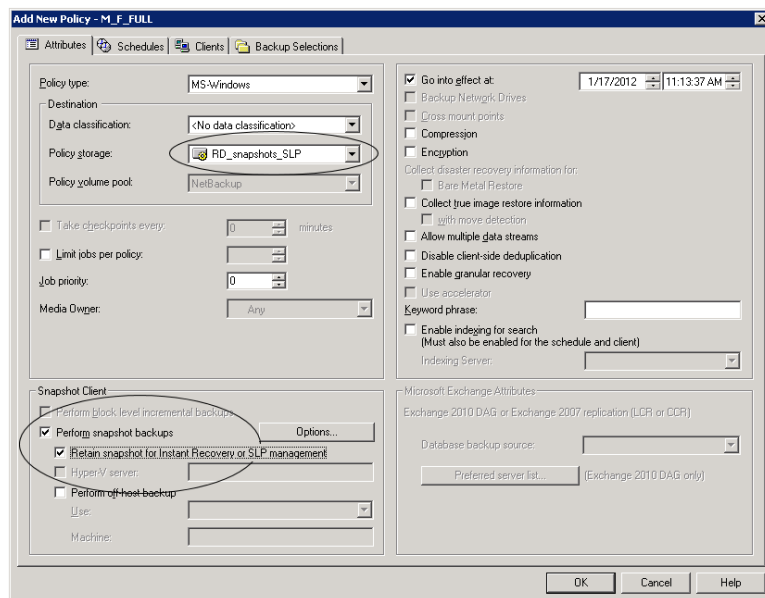 Add New Policy - M_F_FULL
Attributes
Schedules
Clients
Backup Selections
Policy type:
MS-Windows
Destination
Data classification:
<No data classification>
Policy storage:
RD_snapshots_SLP
Policy volume pool:
NetBackup
Take checkpoints every:
0
minutes
Limit jobs per policy:
Job priority:
0
Media Owner:
Any
Go into effect at:
1/17/2012
11:13:37 AM
Backup Network Drives
Cross mount points
Compression
Encryption
Collect disaster recovery information for:
Bare Metal Restore
Collect true image restore information
with move detection
Allow multiple data streams
Disable client-side deduplication
Enable granular recovery
Use accelerator
Keyword phrase:
Enable indexing for search
(Must also be enabled for the schedule and client)
Indexing Server:
Snapshot Client
Perform block level incremental backups
Perform snapshot backups
Options...
Retain snapshot for Instant Recovery or SLP management
Hyper-V server:
Perform off-host backup
Use:
Machine:
Microsoft Exchange Attributes
Exchange 2010 DAG or Exchange 2007 replication (LCR or CCR)
Database backup source:
Preferred server list...
(Exchange 2010 DAG only)
OK
Cancel
Help